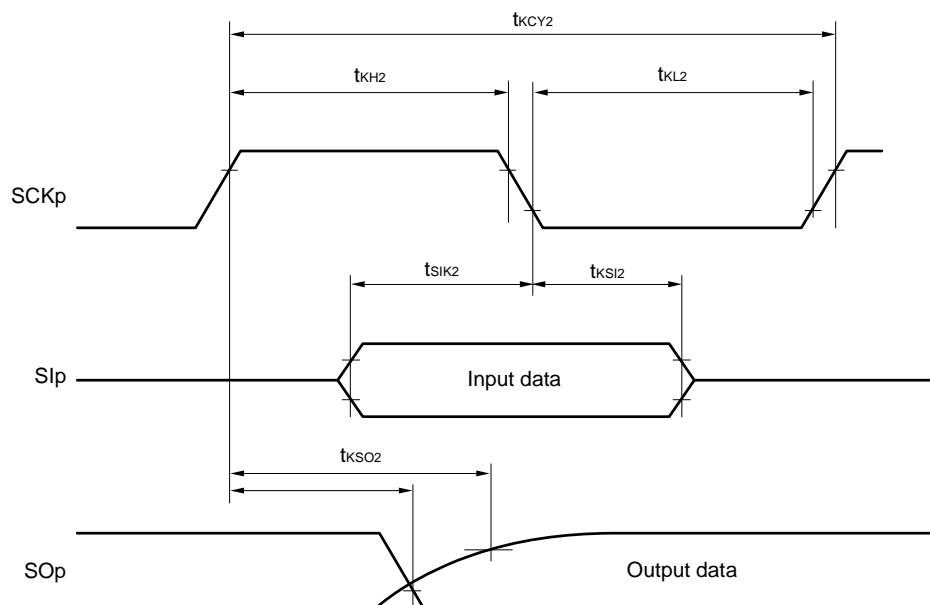 tKCY2
tKH2
tKL2
SCKp
tSIK2
tKSI2
SIp
Input data
tKSO2
SOp
Output data